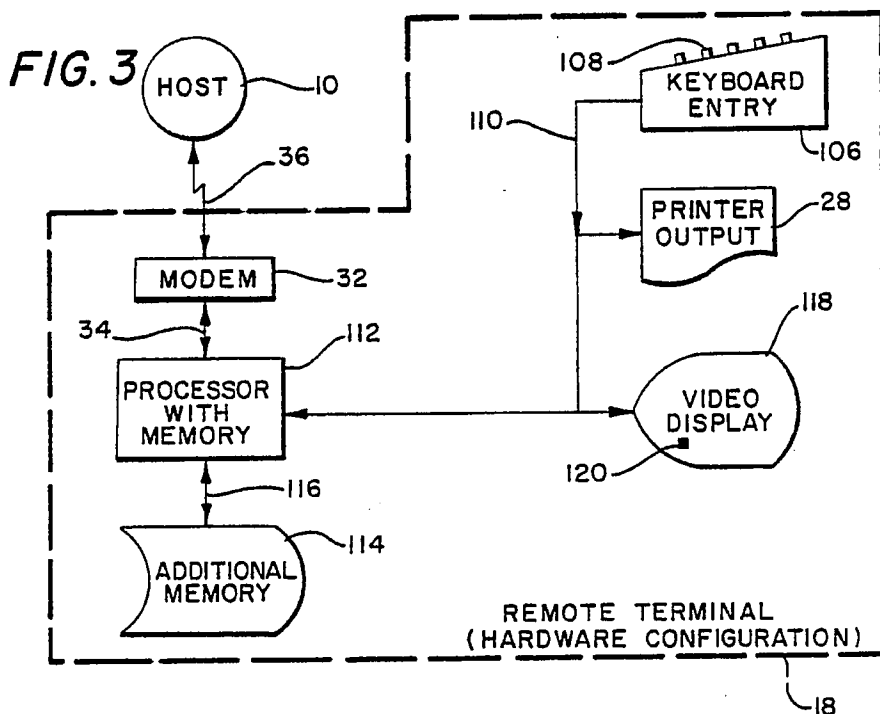 FIG. 3
HOST
10
36
108
KEYBOARD
ENTRY
106
110
PRINTER
OUTPUT
28
MODEM
32
34
112
PROCESSOR
WITH
MEMORY
118
VIDEO
DISPLAY
120
116
ADDITIONAL
MEMORY
114
REMOTE TERMINAL
(HARDWARE CONFIGURATION)
18